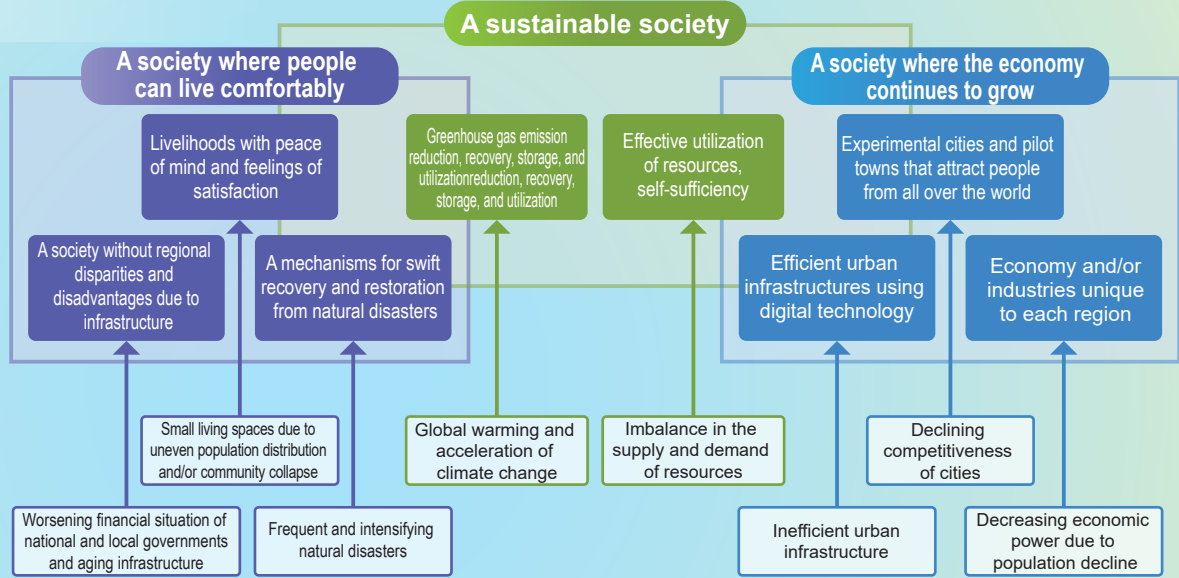 A sustainable society
A society where people
can live comfortably
A society where the economy
continues to grow
Livelihoods with peace
of mind and feelings of
satisfaction
Greenhouse gas emission
reduction, recovery, storage, and
utilizationreduction, recovery,
storage, and utilization
Effective utilization
of resources,
self-sufficiency
Experimental cities and pilot
towns that attract people
from all over the world
A society without regional
disparities and
disadvantages due to
infrastructure
A mechanisms for swift
recovery and restoration
from natural disasters
Efficient urban
infrastructures using
digital technology
Economy and/or
industries unique
to each region
Small living spaces due to
uneven population distribution
and/or community collapse
Global warming and
acceleration of
climate change
Imbalance in the
supply and demand
of resources
Declining
competitiveness
of cities
Worsening financial situation of
national and local governments
and aging infrastructure
Frequent and intensifying
natural disasters
Inefficient urban
infrastructure
Decreasing economic
power due to
population decline